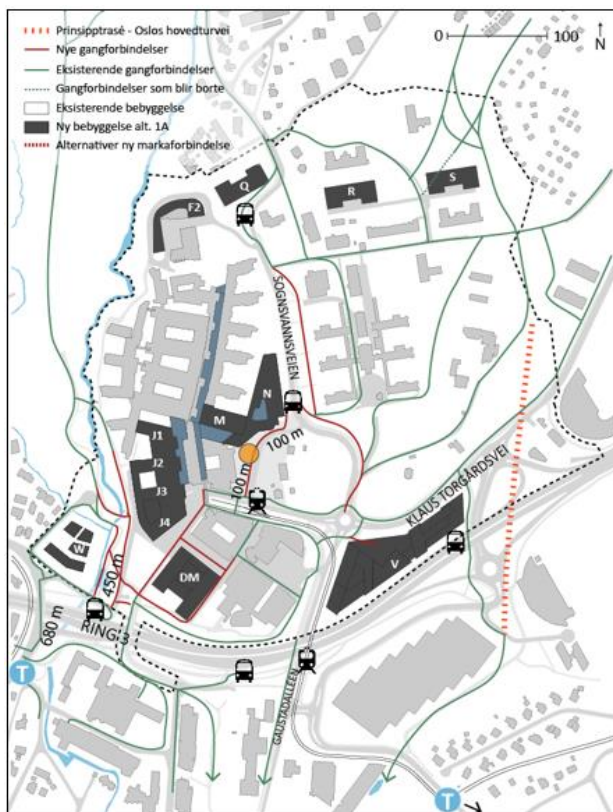 Prinsipptrasé - Oslos hovedturvei
Nye gangforbindelser
Eksisterende gangforbindelser
Gangforbindelser som blir borte
Eksisterende bebyggelse
Ny bebyggelse alt. 1A
Alternativer ny markaforbindelse
0 100
N
Q
R
S
F2
SOGNSVANNSVEIEN
N
M
J1
J2
J3
J4
100 m
100 m
KLAUS TORGÅRDSVEI
W
450 m
DM
V
680 m
RING 3
T
GAUSTADALLEEN
T